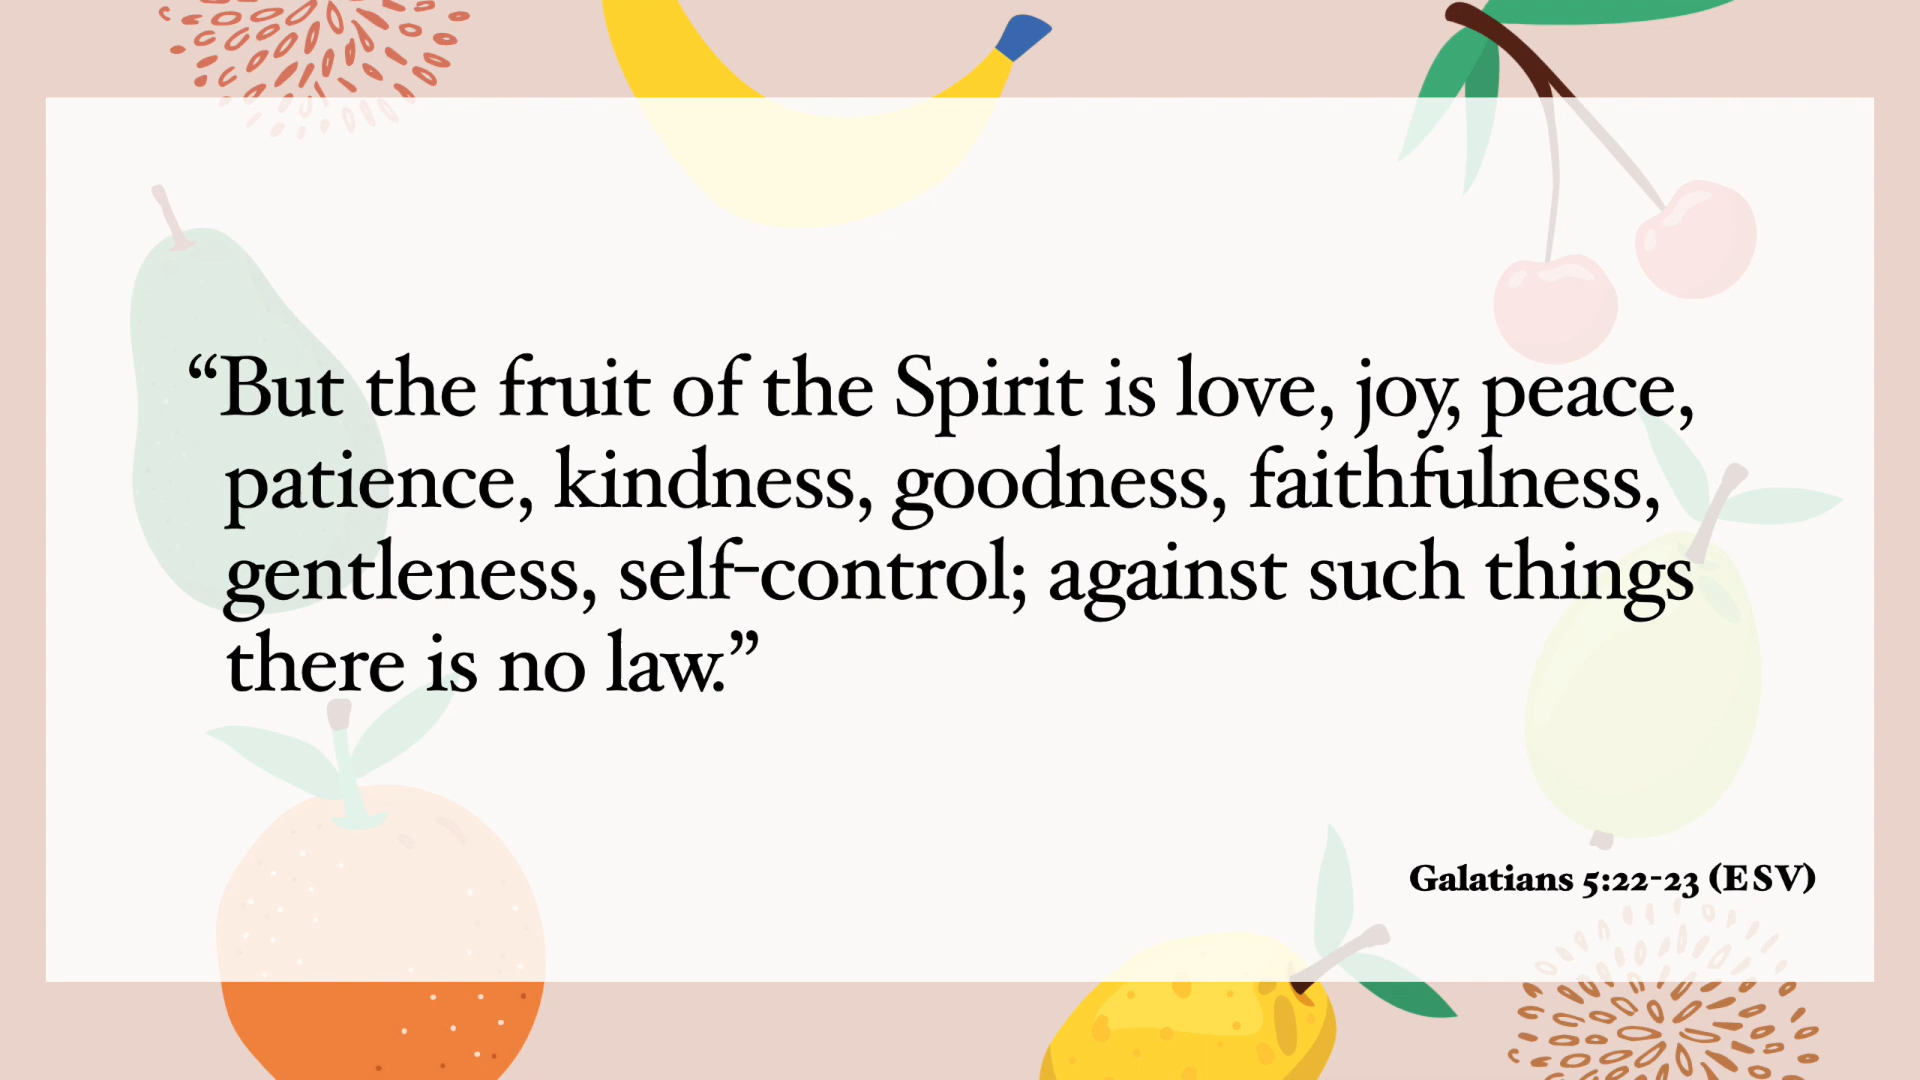 “But the fruit of the Spirit is love, joy, peace,
patience, kindness, goodness, faithfulness,
gentleness, self-control; against such things
there is no law.”
Galatians 5:22-23 (ESV)